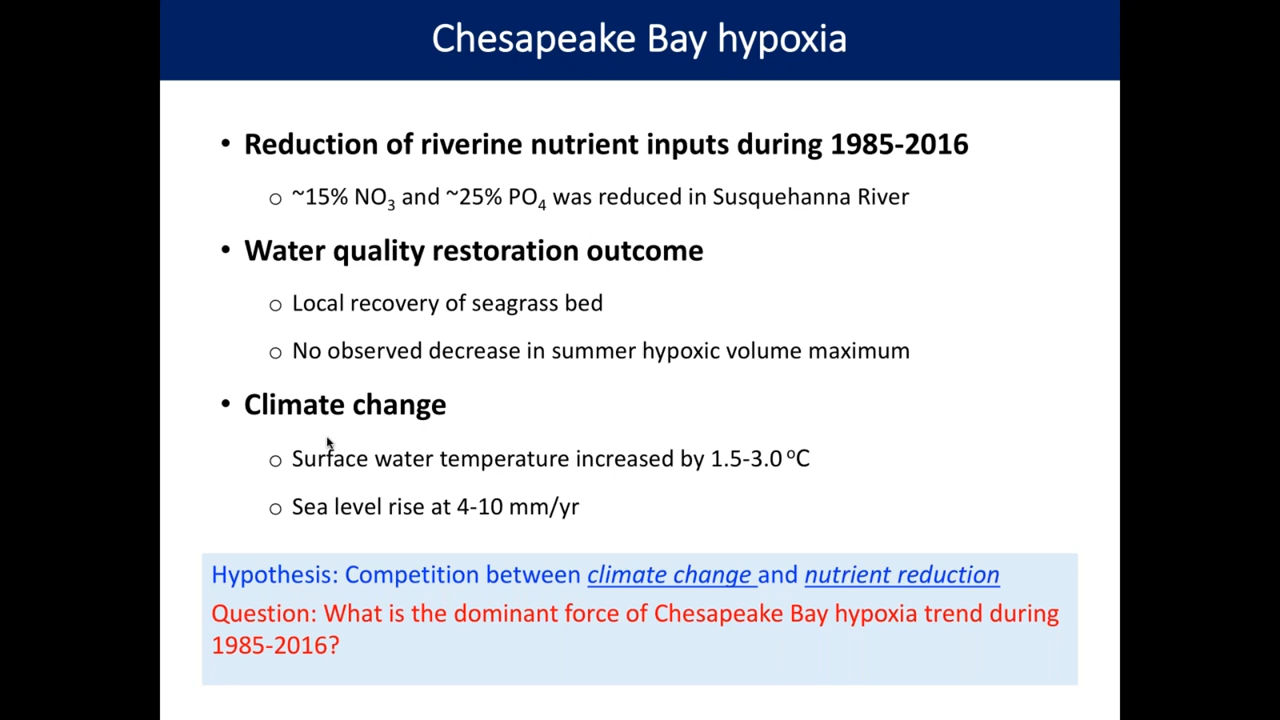 Chesapeake Bay hypoxia
• Reduction of riverine nutrient inputs during 1985-2016
o ~15% NO3 and ~25% PO4 was reduced in Susquehanna River
• Water quality restoration outcome
o Local recovery of seagrass bed
o No observed decrease in summer hypoxic volume maximum
• Climate change
o Surface water temperature increased by 1.5-3.0 ºC
o Sea level rise at 4-10 mm/yr
Hypothesis: Competition between climate change and nutrient reduction
Question: What is the dominant force of Chesapeake Bay hypoxia trend during
1985-2016?